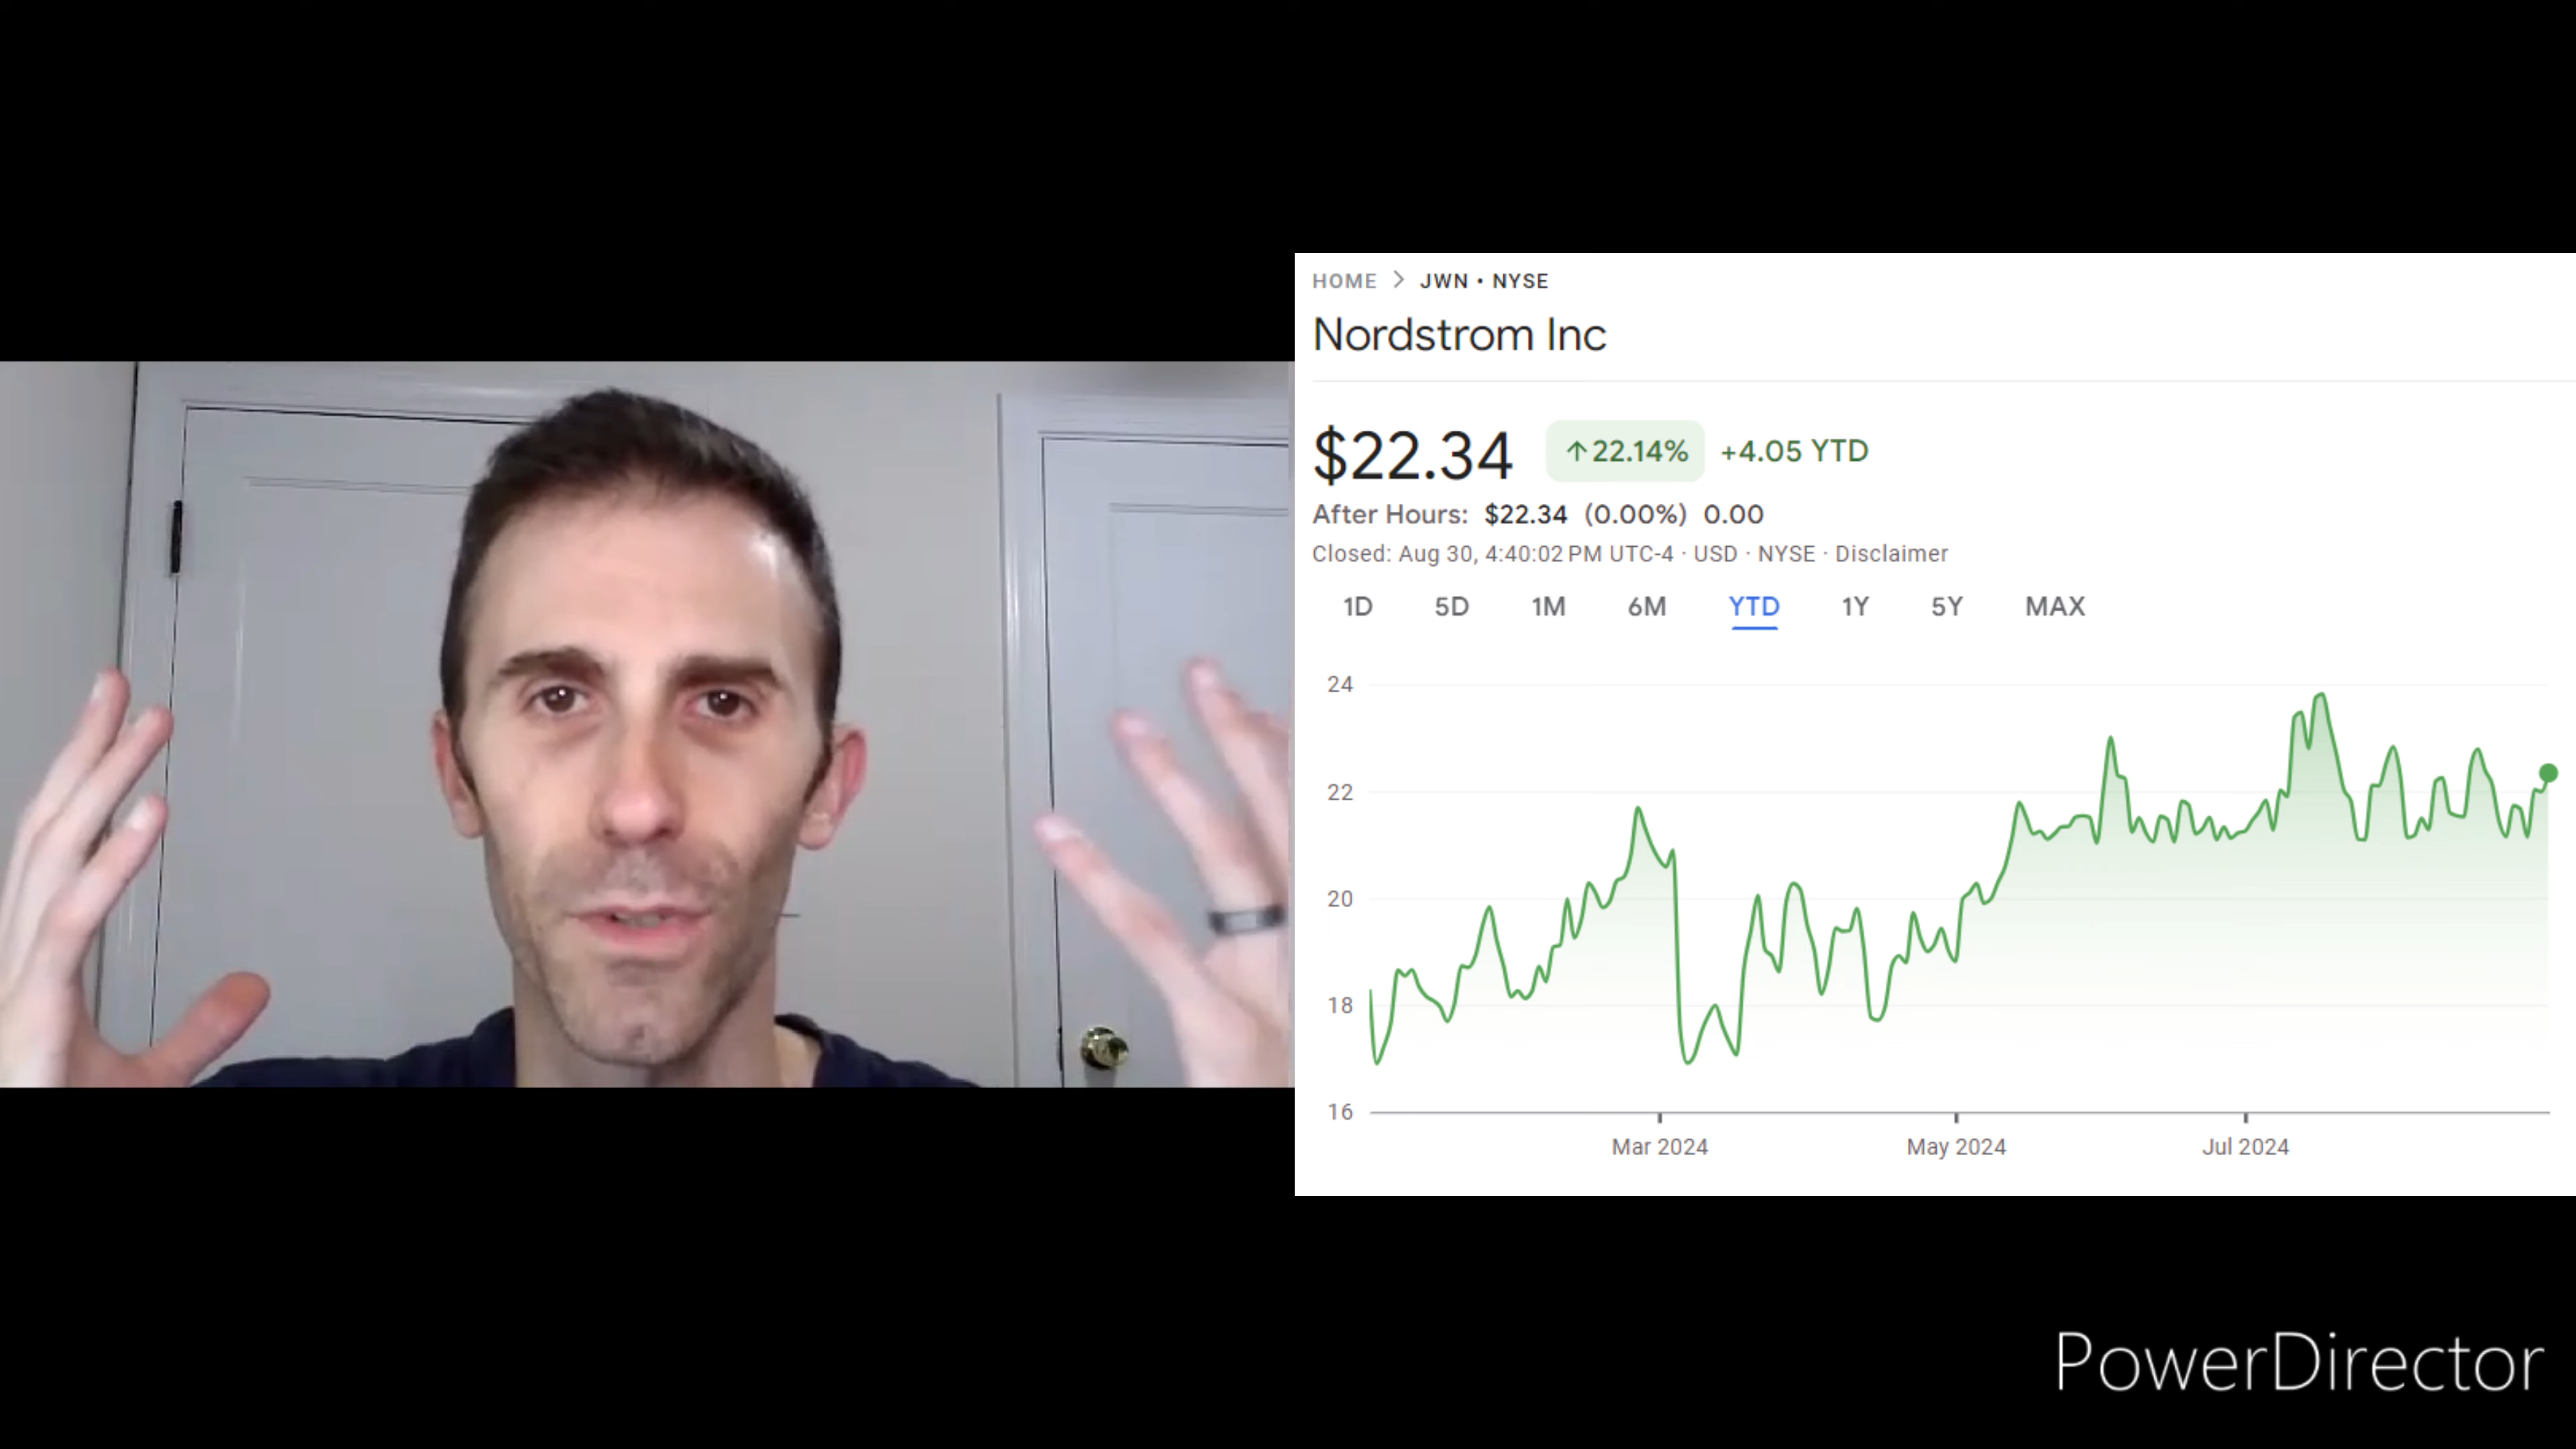 HOME > JWN • NYSE
Nordstrom Inc
$22.34 ↑22.14% +4.05 YTD
After Hours: $22.34 (0.00%) 0.00
Closed: Aug 30, 4:40:02 PM UTC-4 · USD · NYSE · Disclaimer
1D 5D 1M 6M YTD 1Y 5Y MAX
24
22
20
18
16
Mar 2024 May 2024 Jul 2024
PowerDirector